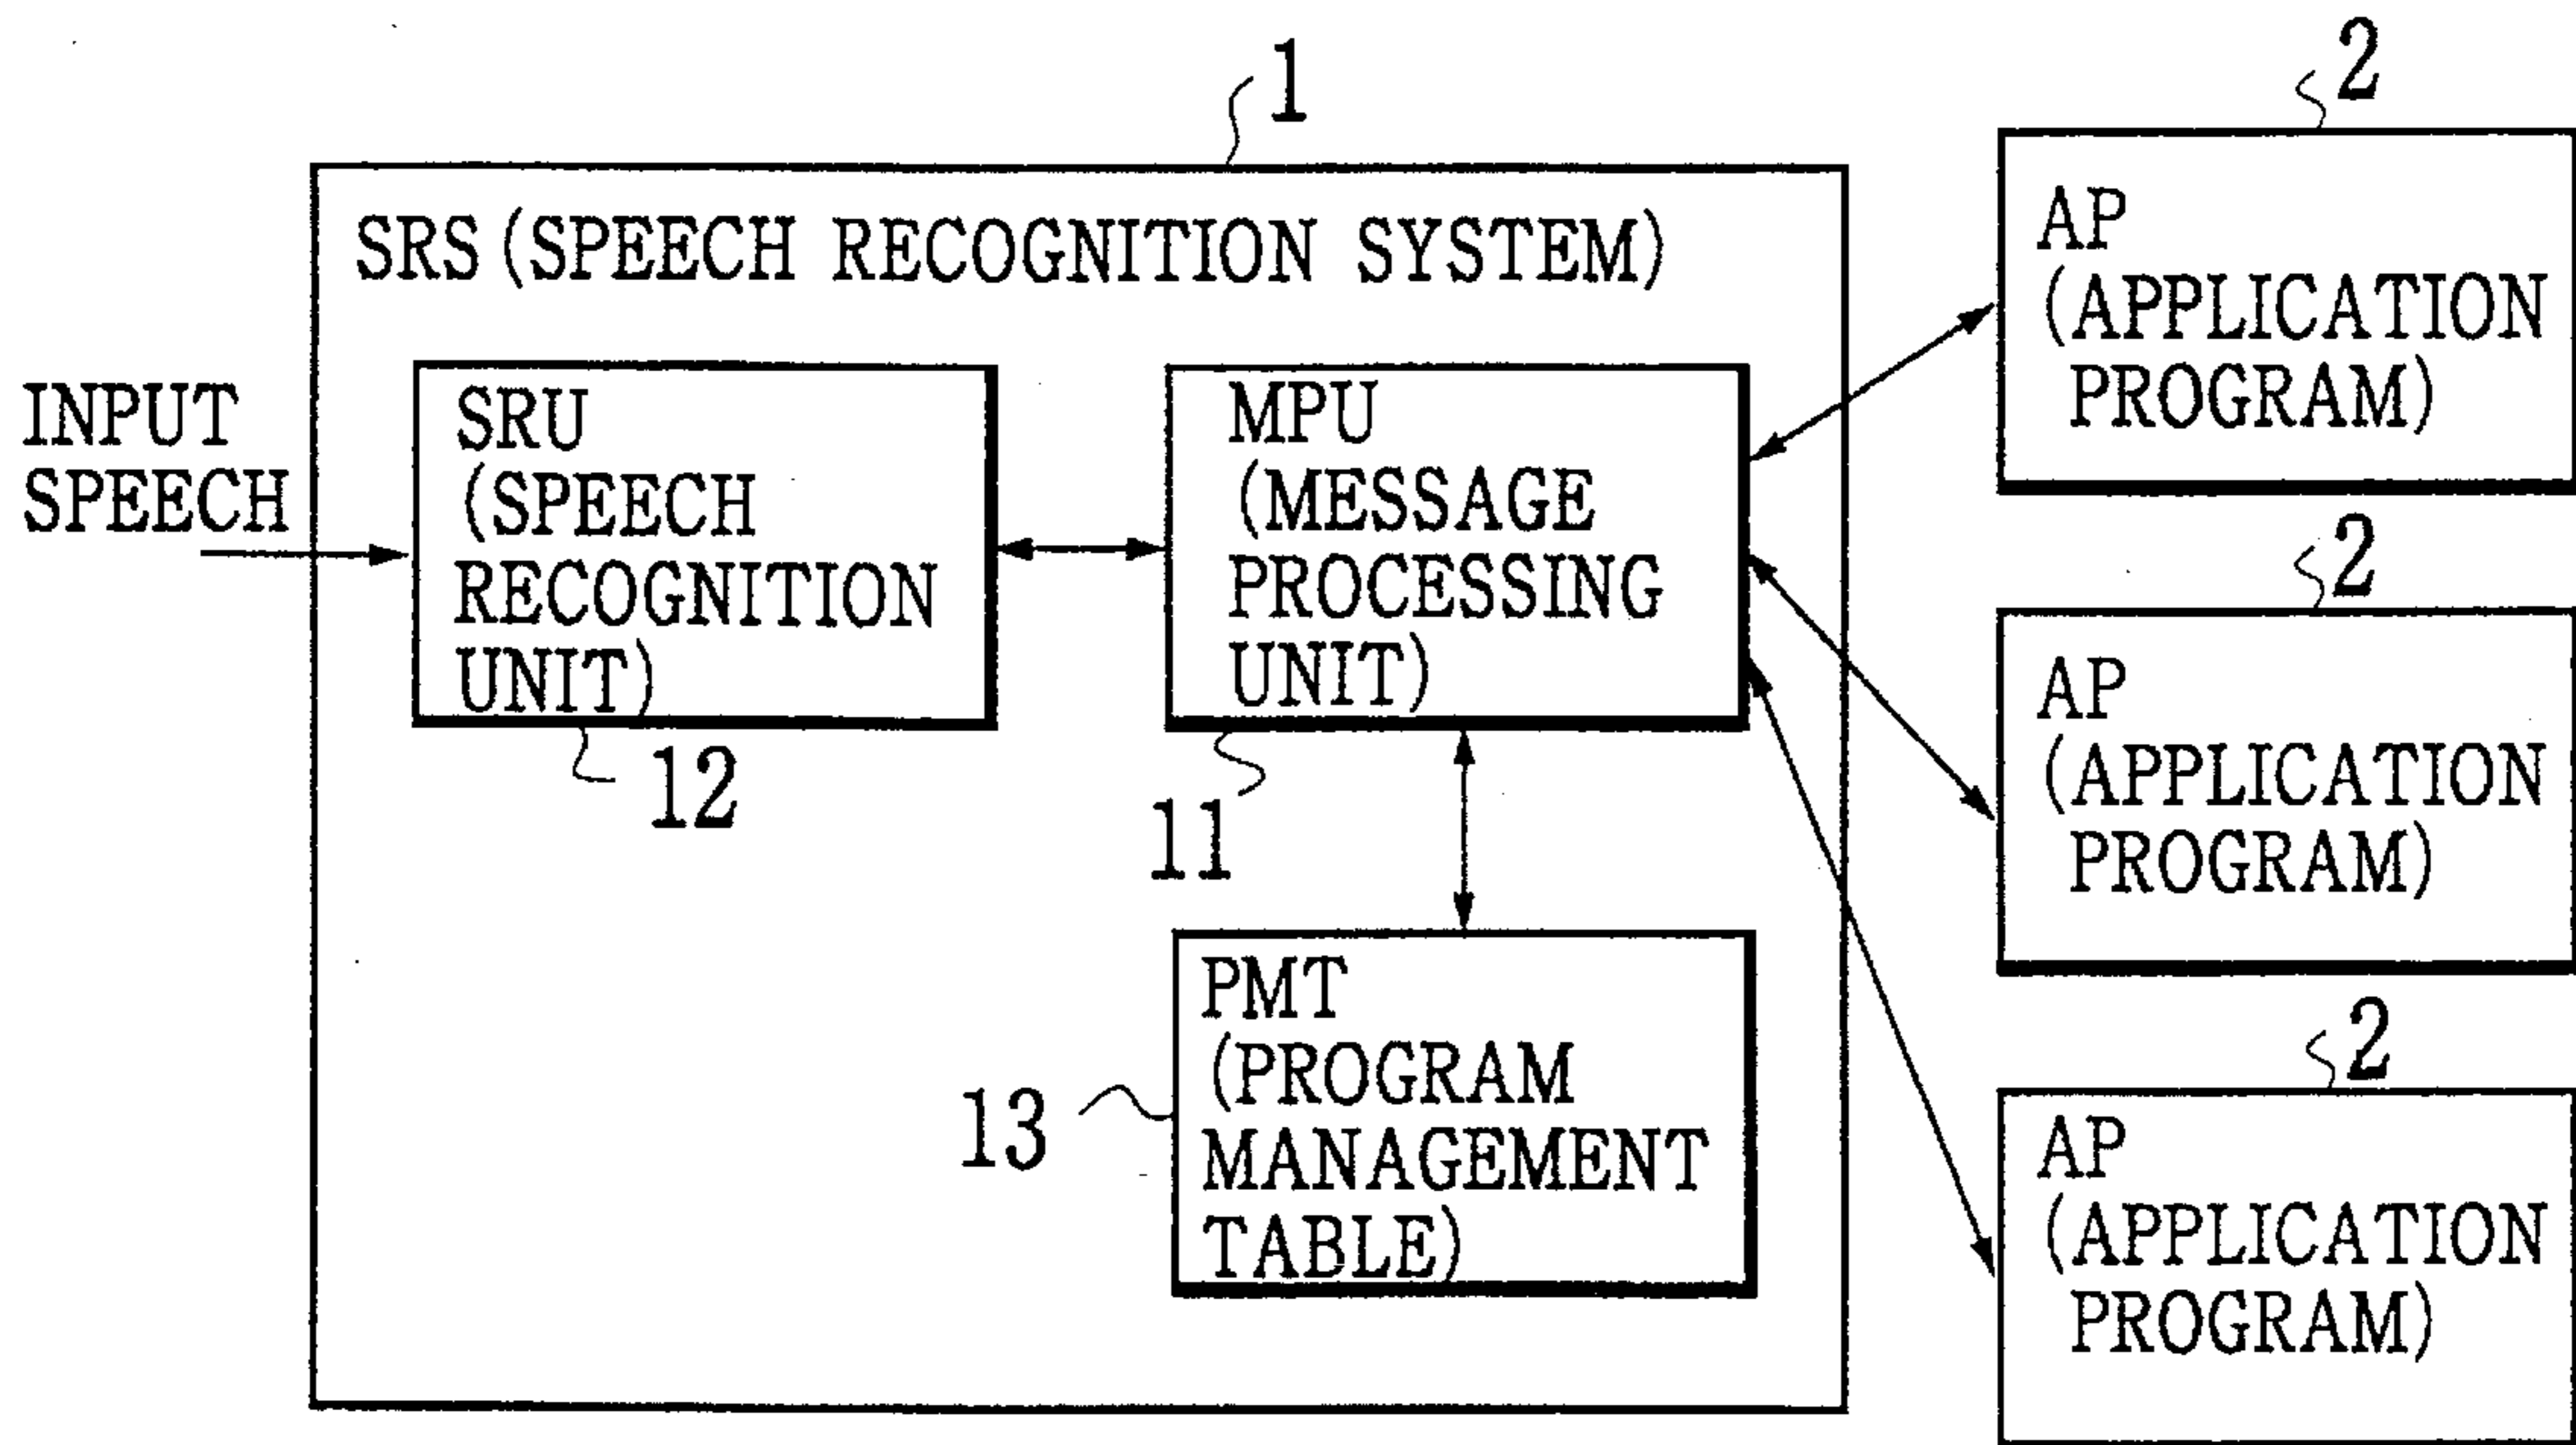 1
SRS (SPEECH RECOGNITION SYSTEM)
INPUT
SPEECH
SRU
(SPEECH
RECOGNITION
UNIT)
12
MPU
(MESSAGE
PROCESSING
UNIT)
11
PMT
(PROGRAM
MANAGEMENT
TABLE)
13
2
AP
(APPLICATION
PROGRAM)
2
AP
(APPLICATION
PROGRAM)
2
AP
(APPLICATION
PROGRAM)